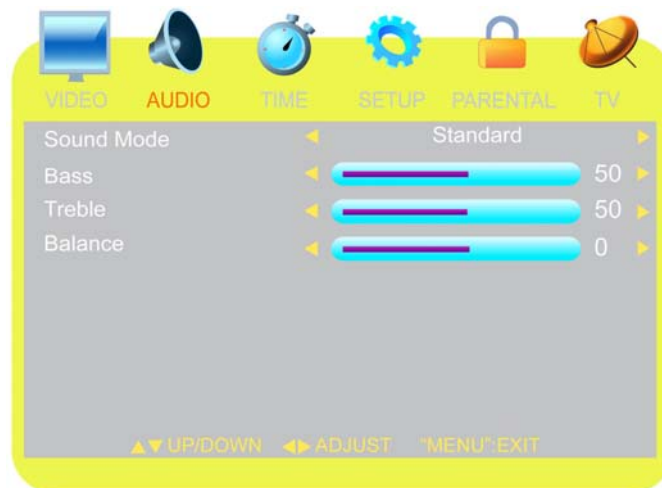 VIDEO AUDIO TIME SETUP PARENTAL TV
Sound Mode Standard
Bass 50
Treble 50
Balance 0
▲▼UP/DOWN ◀▶ADJUST "MENU":EXIT